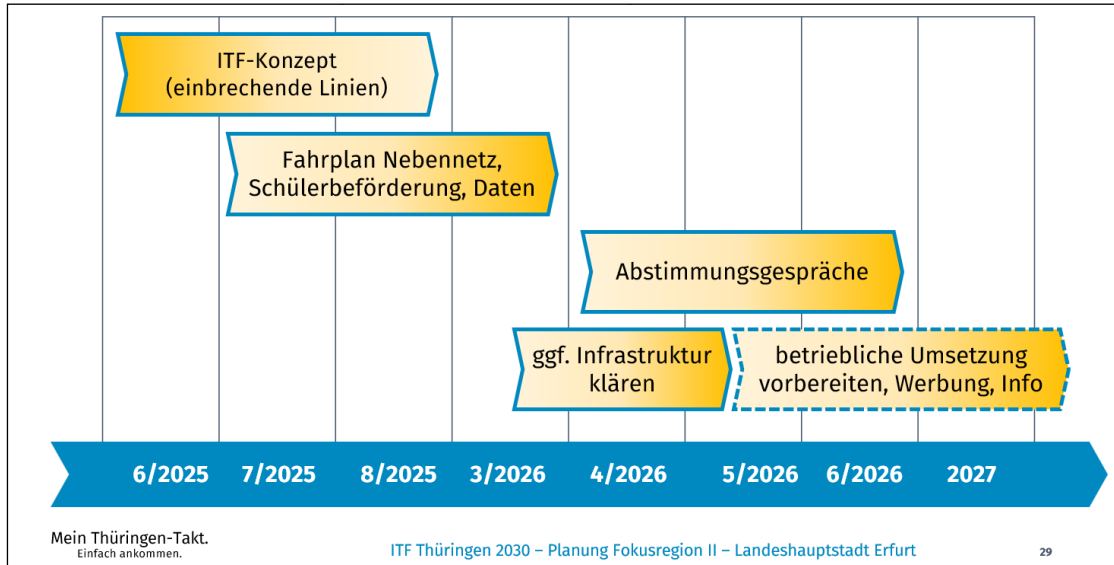 ITF-Konzept
(einbrechende Linien)
Fahrplan Nebennetz,
Schülerbeförderung, Daten
Abstimmungsgespräche
ggf. Infrastruktur
klären
betriebliche Umsetzung
vorbereiten, Werbung, Info
6/2025 7/2025 8/2025 3/2026 4/2026 5/2026 6/2026 2027
Mein Thüringen-Takt.
Einfach ankommen.
ITF Thüringen 2030 – Planung Fokusregion II – Landeshauptstadt Erfurt
29